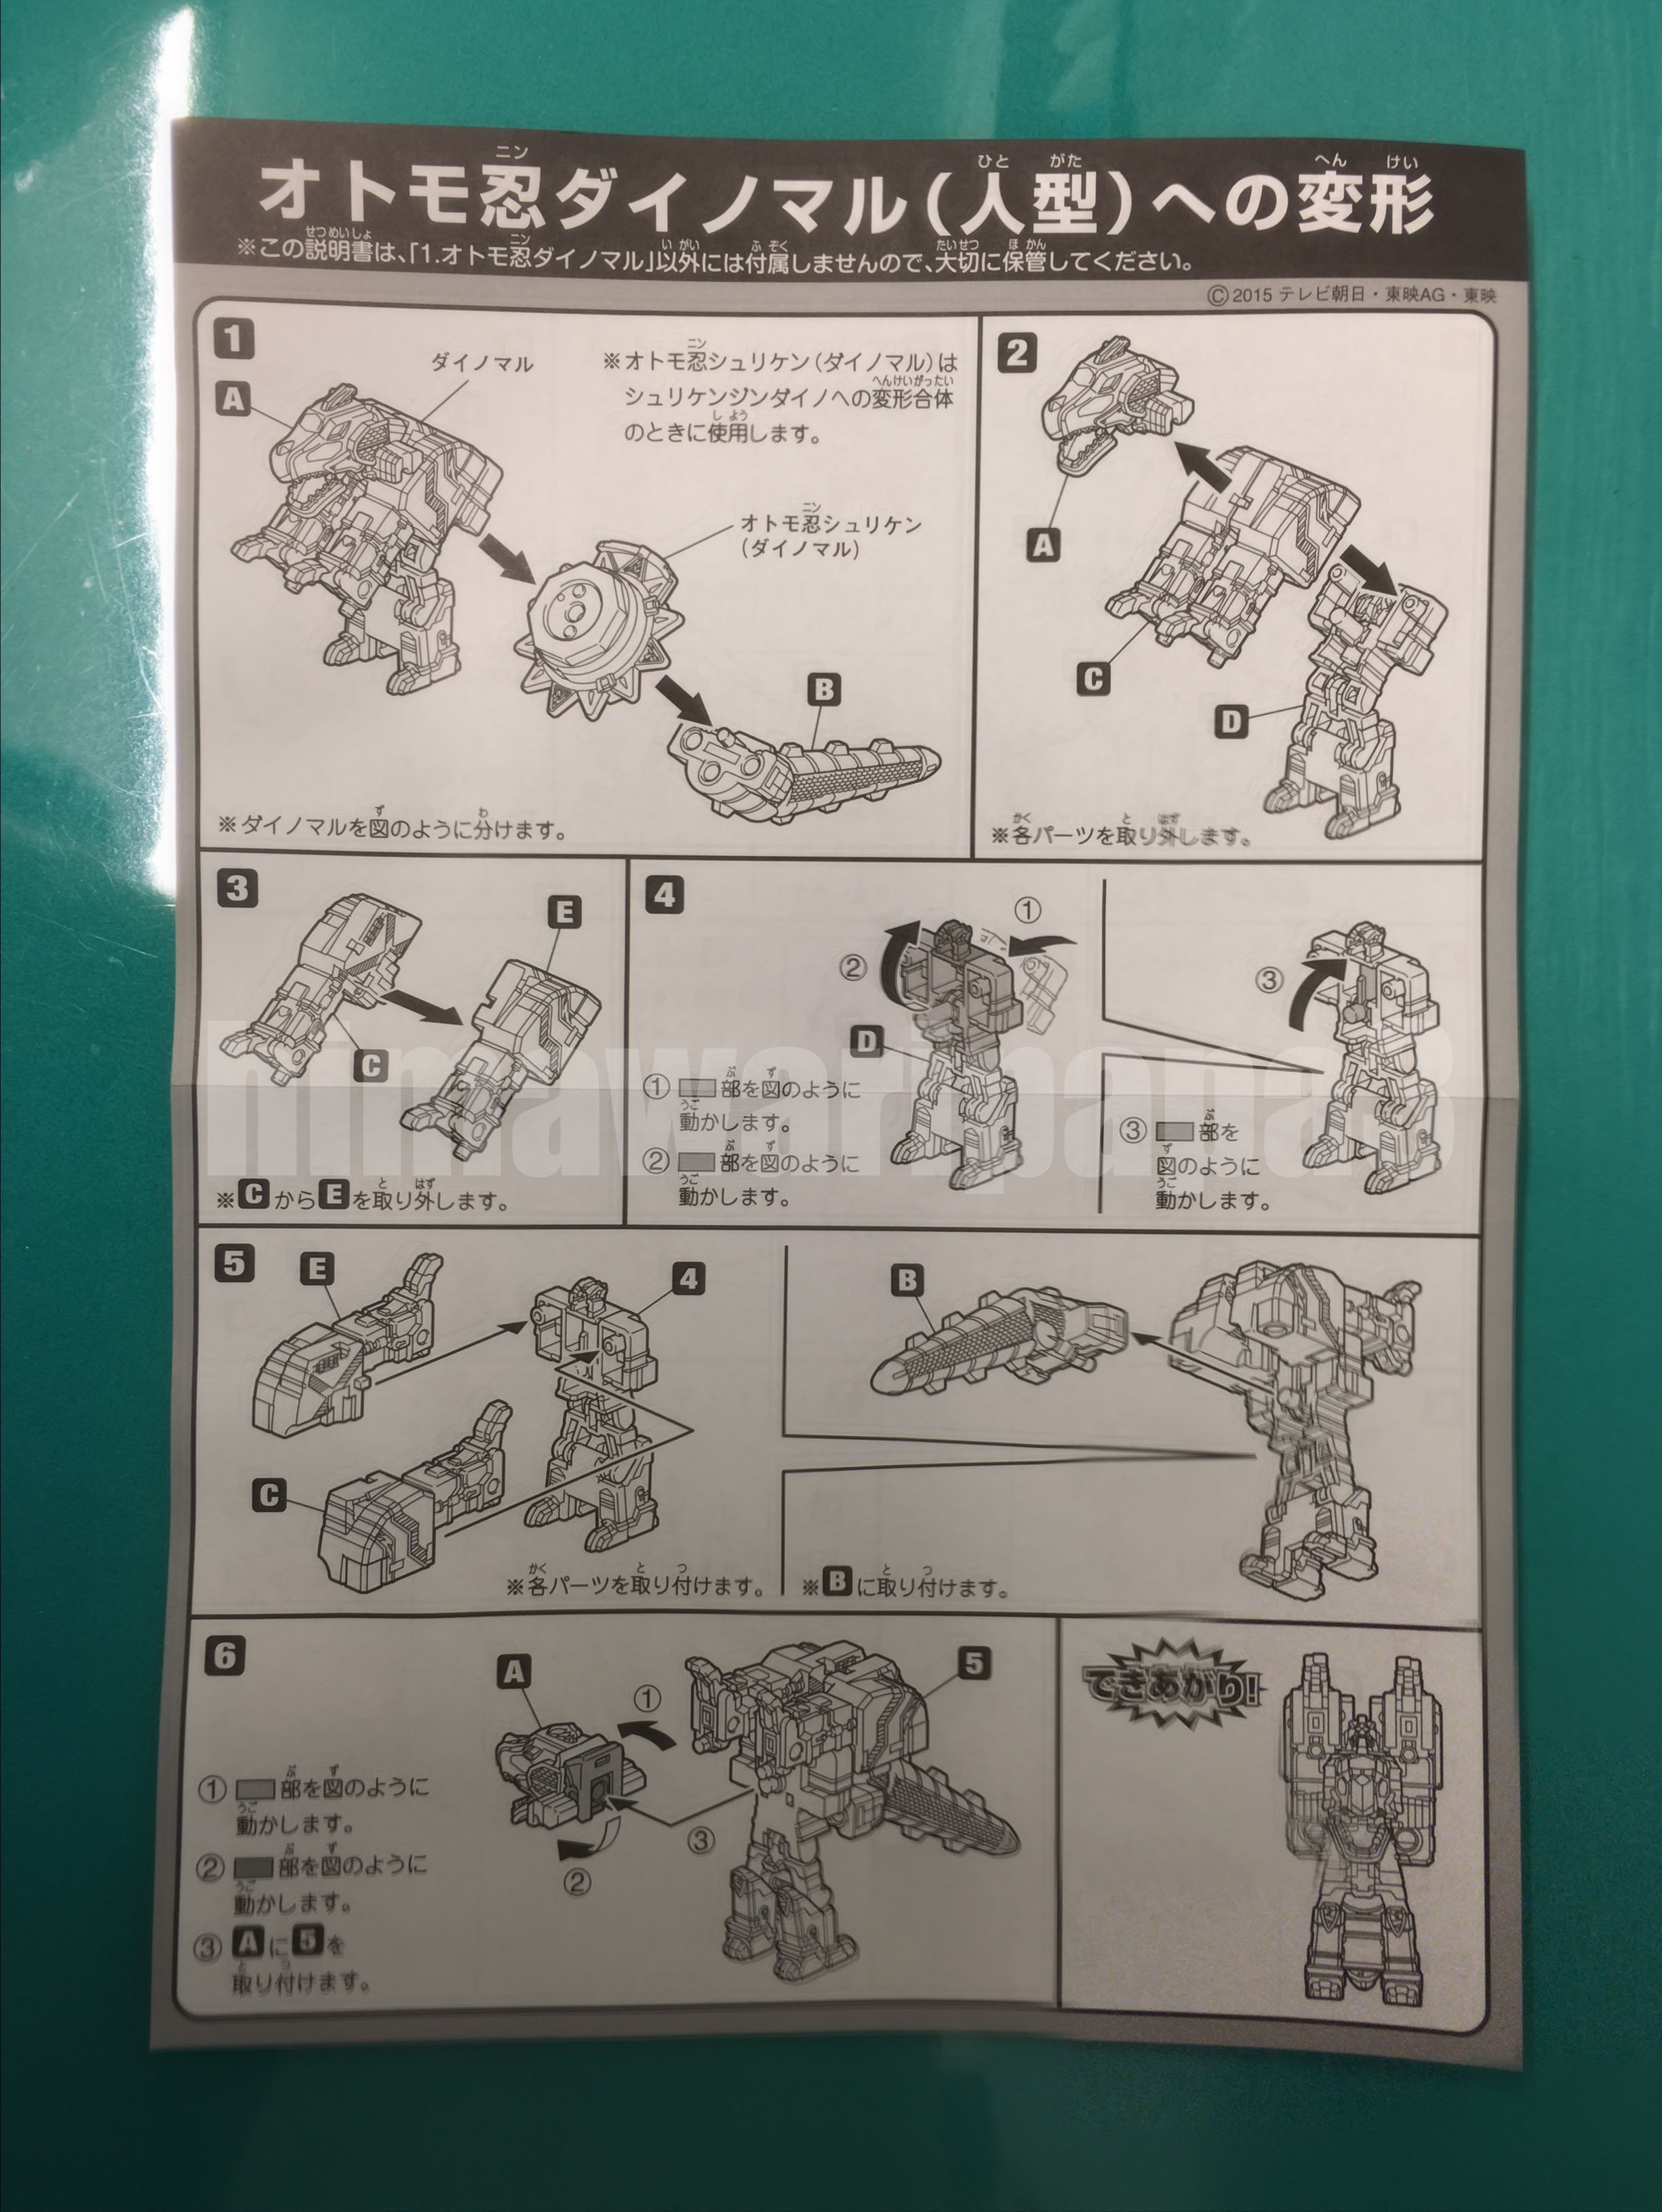 オトモ忍ダイノマル（人型）への変形
※この説明書は、「1.オトモ忍ダイノマル」以外には付属しませんので、大切に保管してください。
©2015 テレビ朝日・東映AG・東映
1
ダイノマル
A
※オトモ忍シュリケン（ダイノマル）は
シュリケンジンダイノへの変形合体
のときに使用します。
オトモ忍シュリケン
（ダイノマル）
B
※ダイノマルを図のように分けます。
2
A
C
D
※各パーツを取り外します。
3
E
C
※CからEを取り外します。
4
①
②
D
①部を図のように
動かします。
②部を図のように
動かします。
③
③部を
図のように
動かします。
5
E
4
C
※各パーツを取り付けます。
B
※Bに取り付けます。
6
A
①
5
③
②
①部を図のように
動かします。
②部を図のように
動かします。
③Aに5を
取り付けます。
できあがり!
himawaripapa3